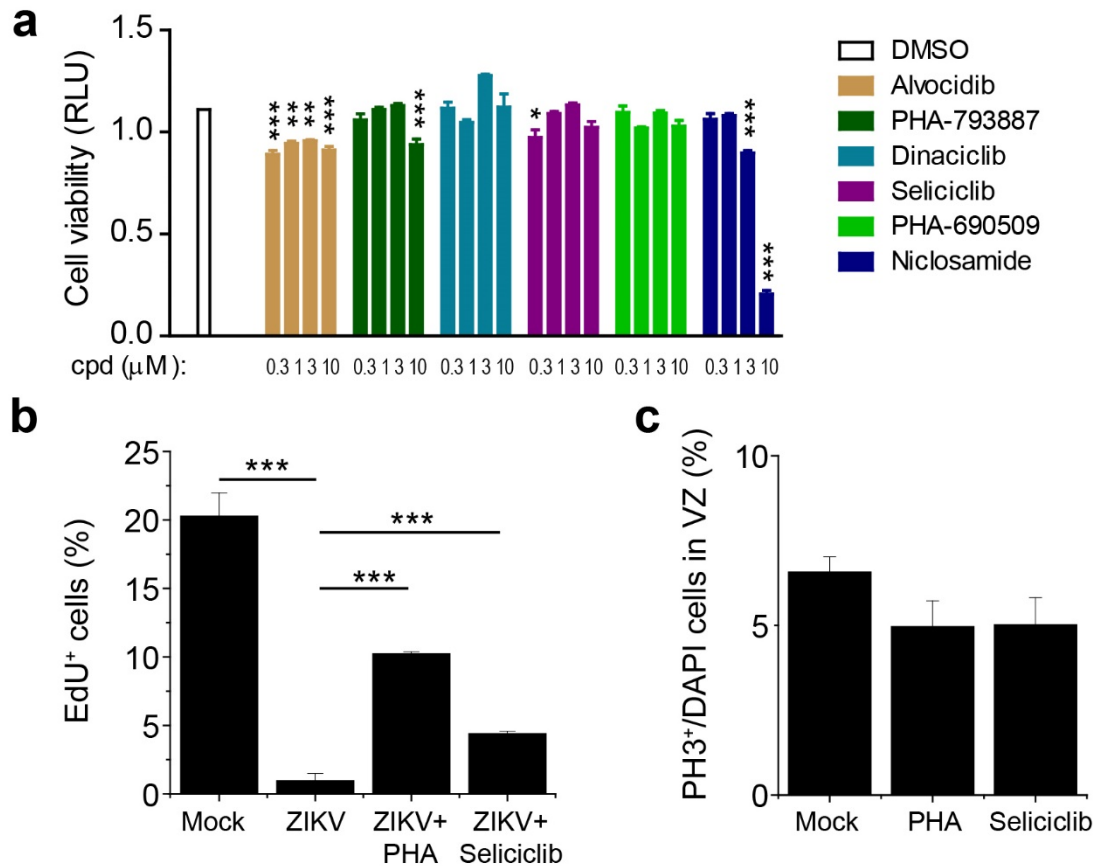 a
1.5
1.0
0.5
0.0
Cell viability (RLU)
***
**
**
***
***
*
***
***
DMSO
Alvocidib
PHA-793887
Dinaciclib
Seliciclib
PHA-690509
Niclosamide
cpd (μM): 0.3 1 3 10 0.3 1 3 10 0.3 1 3 10 0.3 1 3 10 0.3 1 3 10 0.3 1 3 10
b
25
20
15
10
5
0
EdU⁺ cells (%)
***
***
***
Mock ZIKV ZIKV+ ZIKV+
PHA Seliciclib
c
10
5
0
PH3⁺/DAPI cells in VZ (%)
Mock PHA Seliciclib